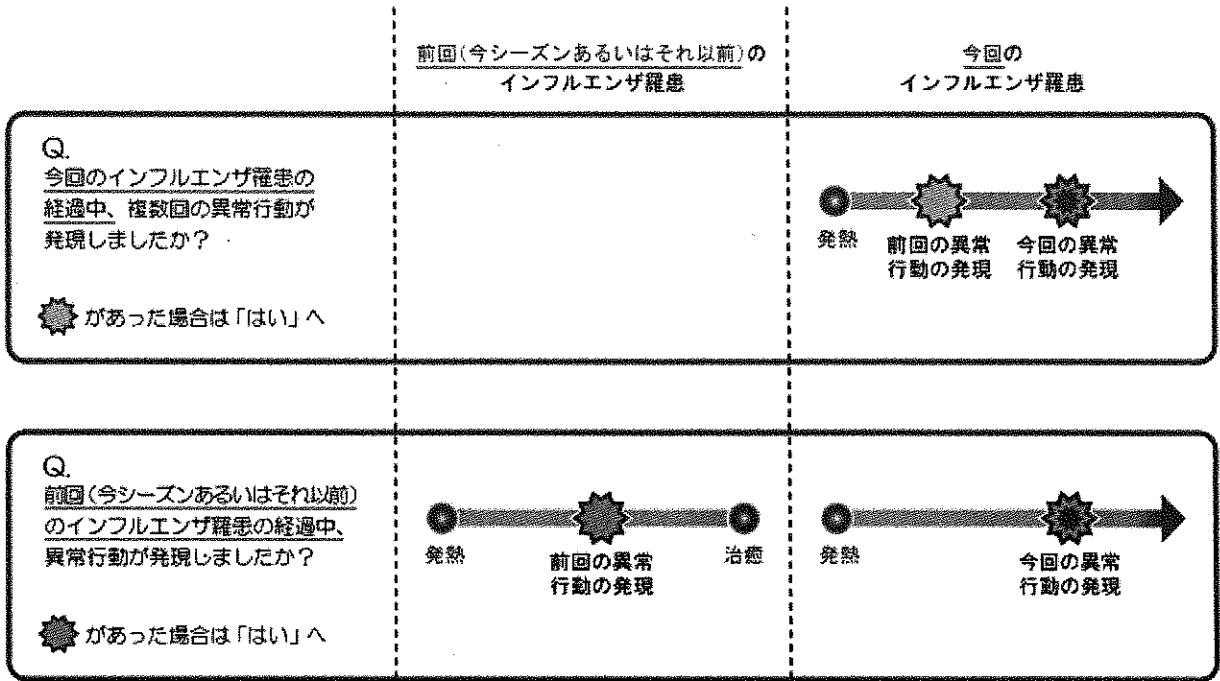 前回(今シーズンあるいはそれ以前)の
インフルエンザ罹患
今回の
インフルエンザ罹患
Q.
今回のインフルエンザ罹患の
経過中、複数回の異常行動が
発現しましたか？
があった場合は「はい」へ
発熱
前回の異常
行動の発現
今回の異常
行動の発現
Q.
前回(今シーズンあるいはそれ以前)
のインフルエンザ罹患の経過中、
異常行動が発現しましたか？
があった場合は「はい」へ
発熱
前回の異常
行動の発現
治癒
発熱
今回の異常
行動の発現